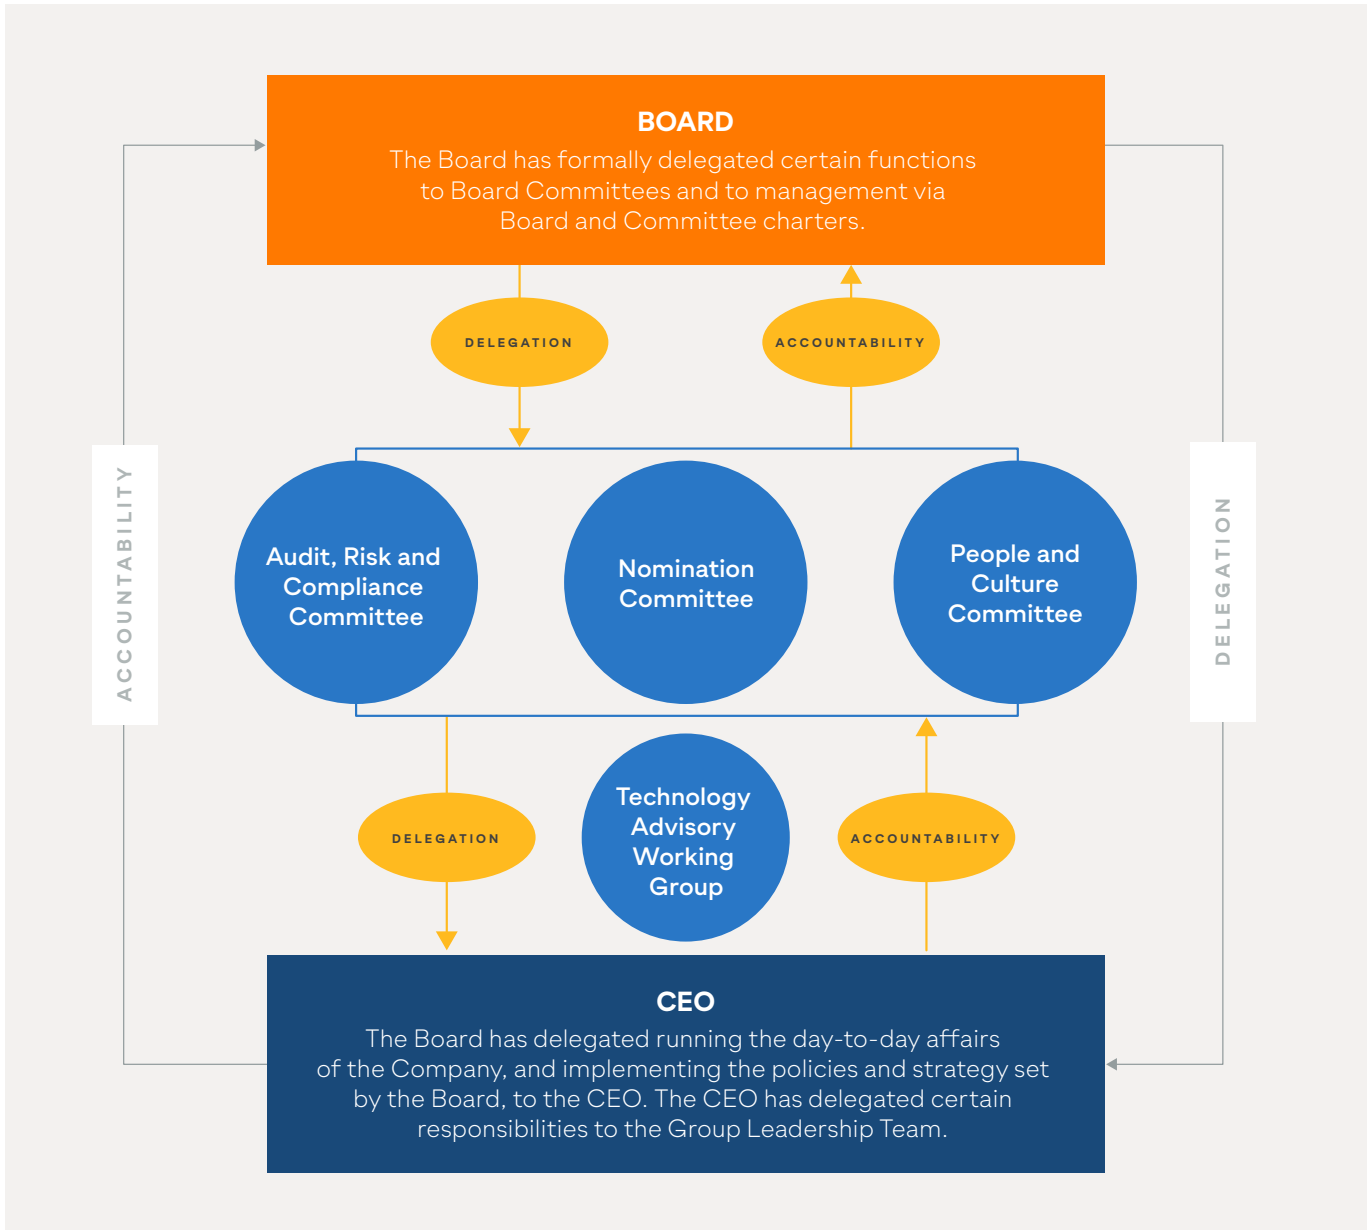 BOARD
The Board has formally delegated certain functions
to Board Committees and to management via
Board and Committee charters.
DELEGATION
ACCOUNTABILITY
ACCOUNTABILITY
Audit, Risk and
Compliance
Committee
Nomination
Committee
People and
Culture
Committee
DELEGATION
DELEGATION
Technology
Advisory
Working
Group
ACCOUNTABILITY
CEO
The Board has delegated running the day-to-day affairs
of the Company, and implementing the policies and strategy set
by the Board, to the CEO. The CEO has delegated certain
responsibilities to the Group Leadership Team.